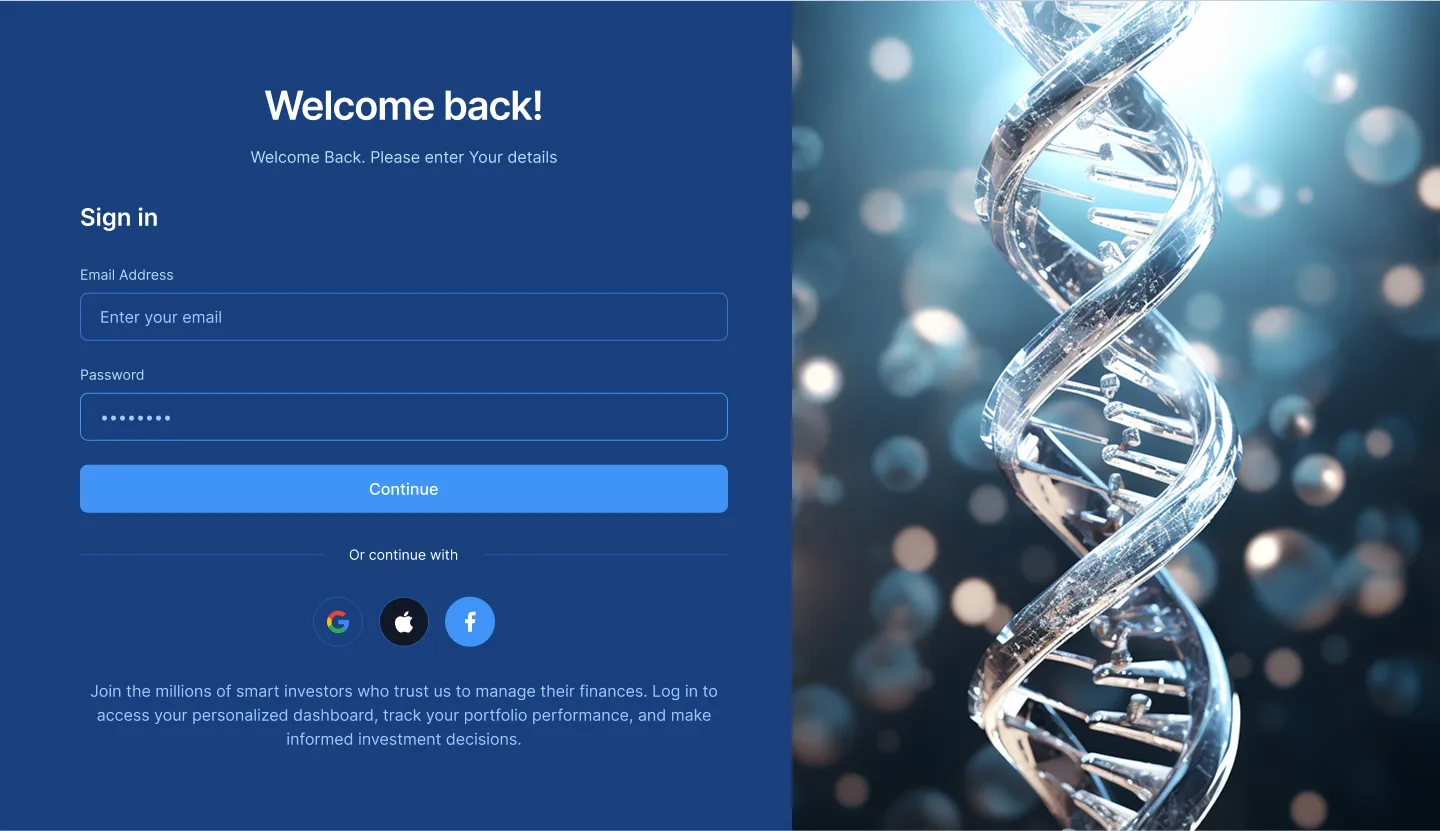 Welcome back!
Welcome Back. Please enter Your details
Sign in
Email Address
Enter your email
Password
••••••••
Continue
Or continue with
Join the millions of smart investors who trust us to manage their finances. Log in to
access your personalized dashboard, track your portfolio performance, and make
informed investment decisions.